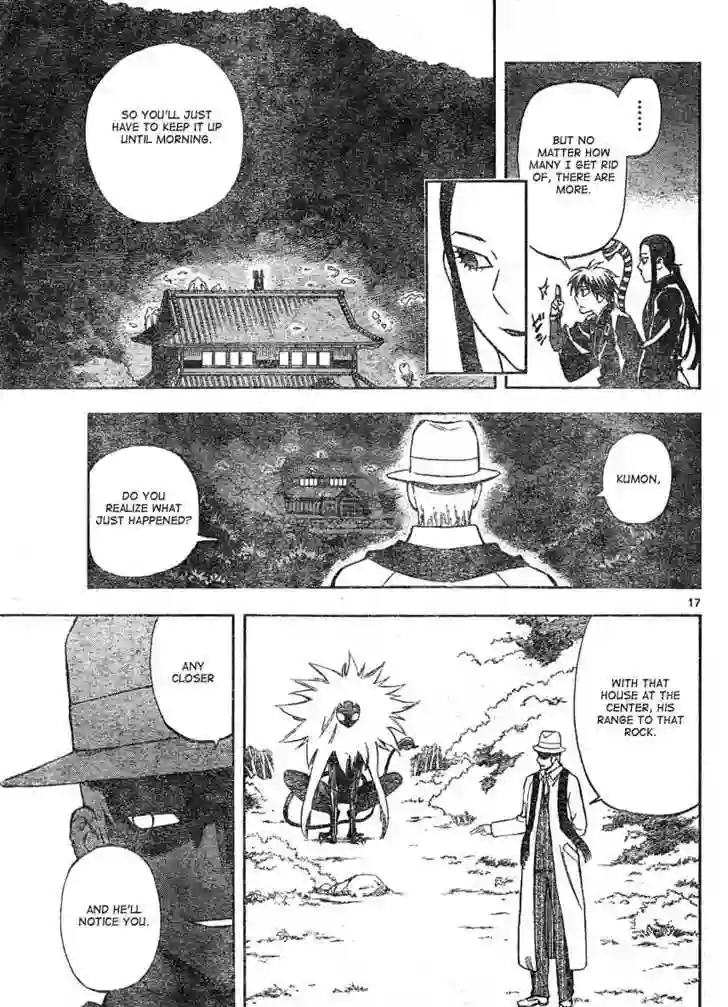 ......
BUT NO
MATTER HOW
MANY I GET RID
OF, THERE ARE
MORE.
SO YOU'LL JUST
HAVE TO KEEP IT UP
UNTIL MORNING.
KUMON,
DO YOU
REALIZE WHAT
JUST HAPPENED?
17
WITH THAT
HOUSE AT THE
CENTER, HIS
RANGE TO THAT
ROCK.
ANY
CLOSER
AND HE'LL
NOTICE YOU.